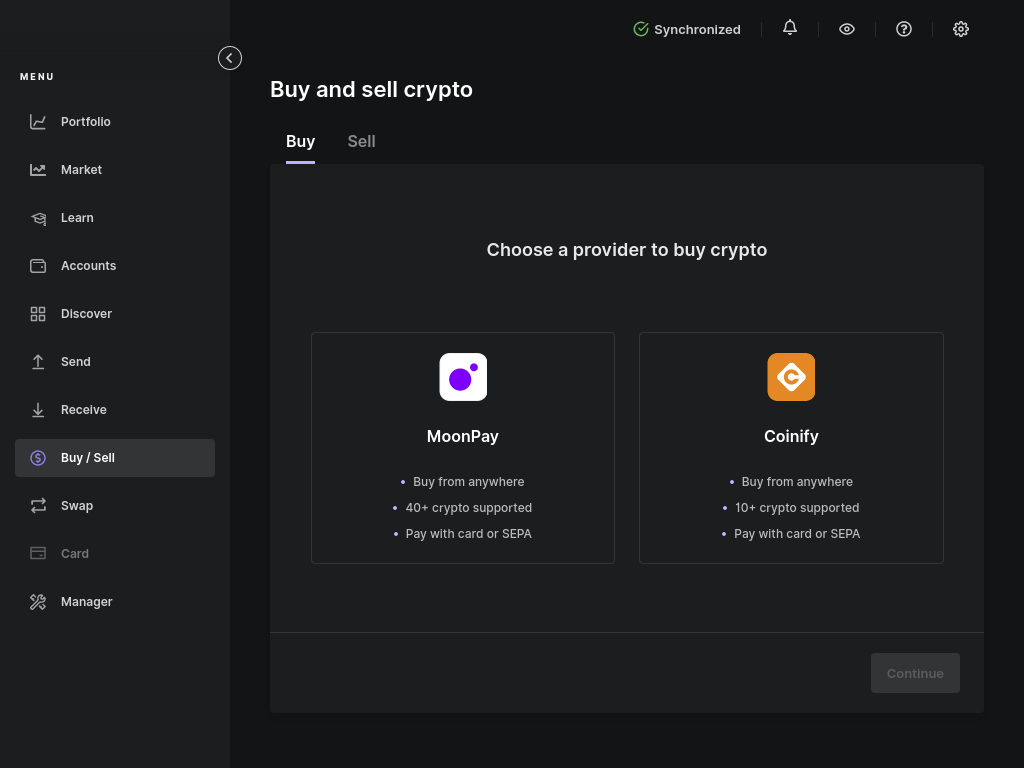 Synchronized
MENU
Portfolio
Market
Learn
Accounts
Discover
Send
Receive
Buy / Sell
Swap
Card
Manager
Buy and sell crypto
Buy
Sell
Choose a provider to buy crypto
MoonPay
• Buy from anywhere
• 40+ crypto supported
• Pay with card or SEPA
Coinify
• Buy from anywhere
• 10+ crypto supported
• Pay with card or SEPA
Continue